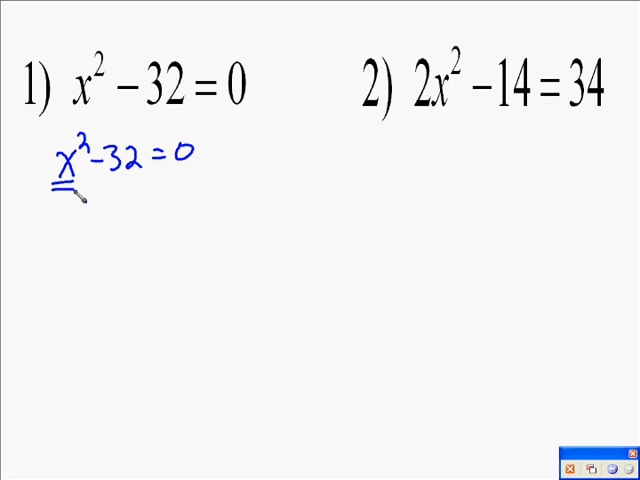 1) x² − 32 = 0
2) 2x² − 14 = 34
x² − 32 = 0